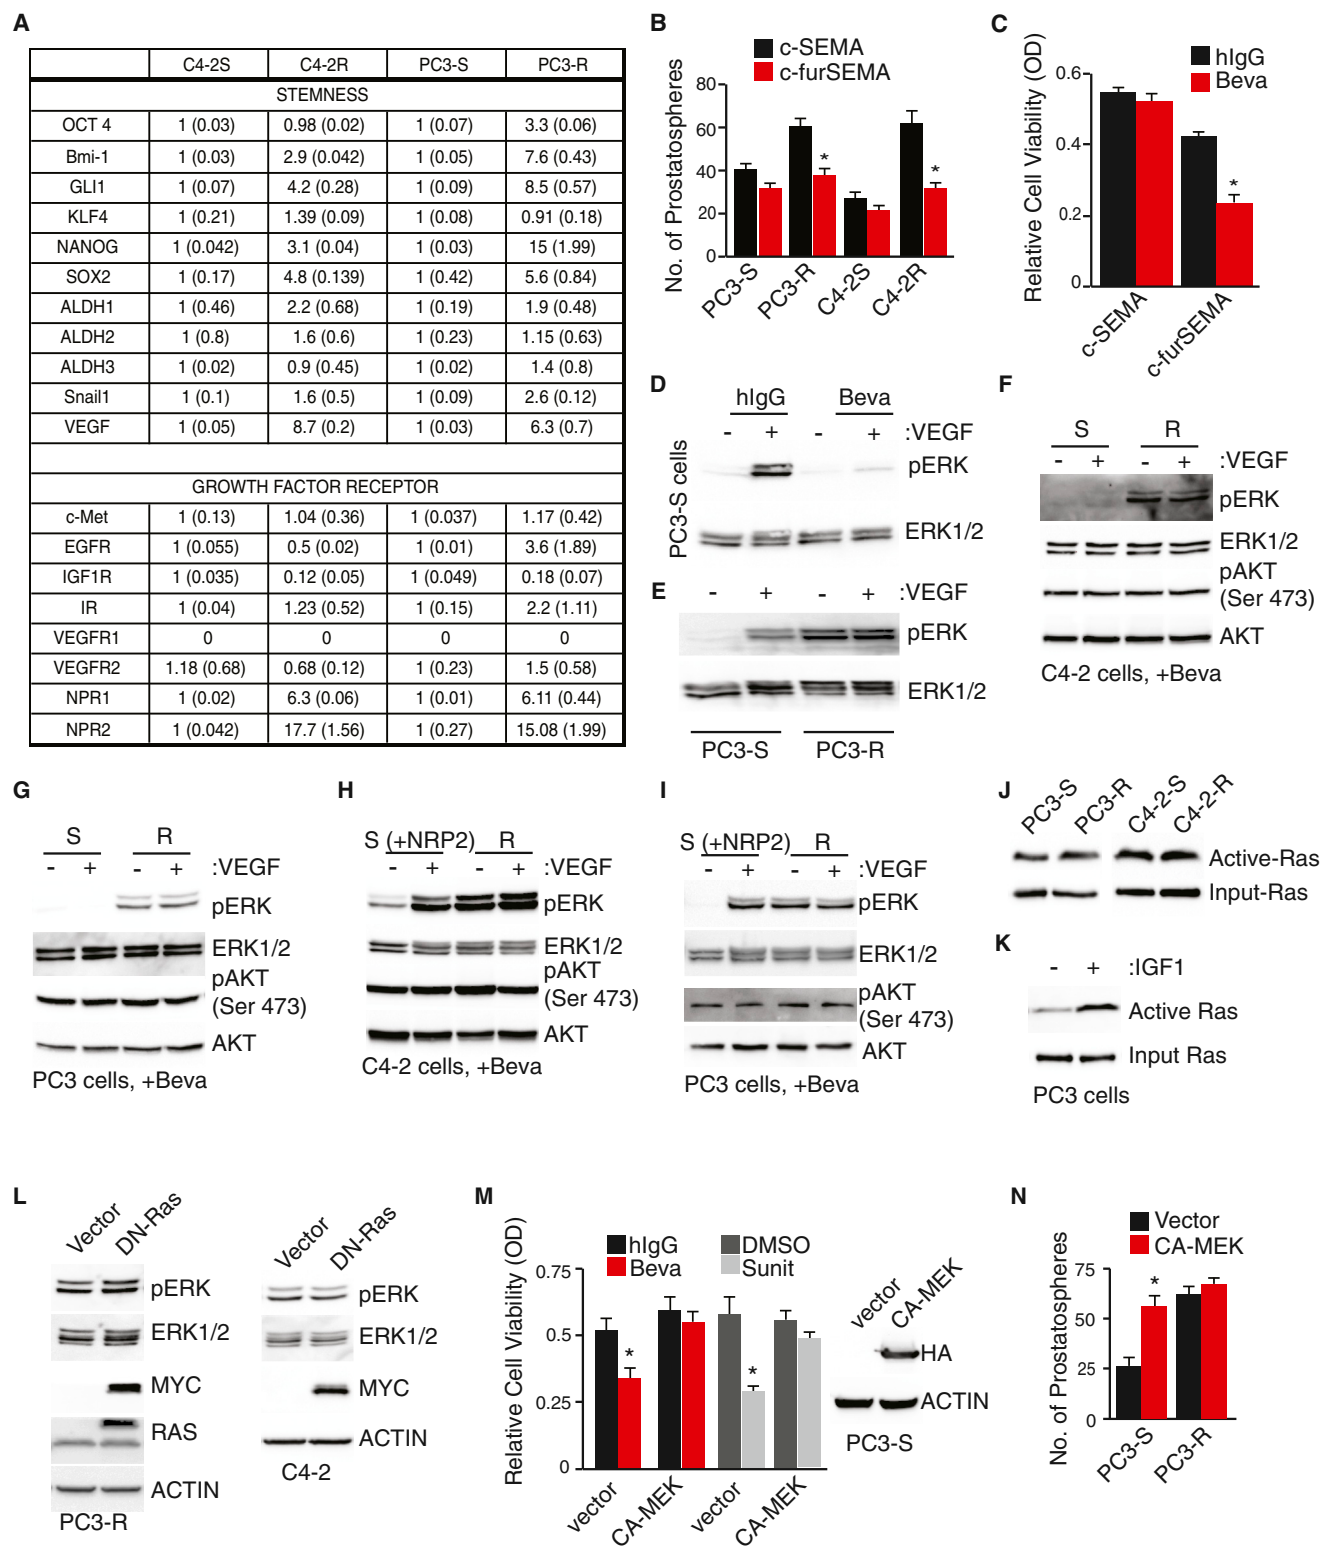 A
C4-2S C4-2R PC3-S PC3-R
STEMNESS
OCT 4 1 (0.03) 0.98 (0.02) 1 (0.07) 3.3 (0.06)
Bmi-1 1 (0.03) 2.9 (0.042) 1 (0.05) 7.6 (0.43)
GLI1 1 (0.07) 4.2 (0.28) 1 (0.09) 8.5 (0.57)
KLF4 1 (0.21) 1.39 (0.09) 1 (0.08) 0.91 (0.18)
NANOG 1 (0.042) 3.1 (0.04) 1 (0.03) 15 (1.99)
SOX2 1 (0.17) 4.8 (0.139) 1 (0.42) 5.6 (0.84)
ALDH1 1 (0.46) 2.2 (0.68) 1 (0.19) 1.9 (0.48)
ALDH2 1 (0.8) 1.6 (0.6) 1 (0.23) 1.15 (0.63)
ALDH3 1 (0.02) 0.9 (0.45) 1 (0.02) 1.4 (0.8)
Snail1 1 (0.1) 1.6 (0.5) 1 (0.09) 2.6 (0.12)
VEGF 1 (0.05) 8.7 (0.2) 1 (0.03) 6.3 (0.7)
GROWTH FACTOR RECEPTOR
c-Met 1 (0.13) 1.04 (0.36) 1 (0.037) 1.17 (0.42)
EGFR 1 (0.055) 0.5 (0.02) 1 (0.01) 3.6 (1.89)
IGF1R 1 (0.035) 0.12 (0.05) 1 (0.049) 0.18 (0.07)
IR 1 (0.04) 1.23 (0.52) 1 (0.15) 2.2 (1.11)
VEGFR1 0 0 0 0
VEGFR2 1.18 (0.68) 0.68 (0.12) 1 (0.23) 1.5 (0.58)
NPR1 1 (0.02) 6.3 (0.06) 1 (0.01) 6.11 (0.44)
NPR2 1 (0.042) 17.7 (1.56) 1 (0.27) 15.08 (1.99)
B
c-SEMA
c-furSEMA
No. of Prostatospheres
80
60
40
20
0
* *
PC3-S PC3-R C4-2S C4-2R
C
hIgG
Beva
Relative Cell Viability (OD)
0.6
0.4
0.2
0
*
c-SEMA c-furSEMA
D
hIgG Beva
- + - + :VEGF
PC3-S cells
pERK
ERK1/2
E
- + - + :VEGF
pERK
ERK1/2
PC3-S PC3-R
F
S R
- + - + :VEGF
pERK
ERK1/2
pAKT
(Ser 473)
AKT
C4-2 cells, +Beva
G
S R
- + - + :VEGF
pERK
ERK1/2
pAKT
(Ser 473)
AKT
PC3 cells, +Beva
H
S (+NRP2) R
- + - + :VEGF
pERK
ERK1/2
pAKT
(Ser 473)
AKT
C4-2 cells, +Beva
I
S (+NRP2) R
- + - + :VEGF
pERK
ERK1/2
pAKT
(Ser 473)
AKT
PC3 cells, +Beva
J
PC3-S PC3-R C4-2-S C4-2-R
Active-Ras
Input-Ras
K
- + :IGF1
Active Ras
Input Ras
PC3 cells
L
Vector DN-Ras
pERK
ERK1/2
MYC
RAS
ACTIN
PC3-R
Vector DN-Ras
pERK
ERK1/2
MYC
ACTIN
C4-2
M
hIgG DMSO
Beva Sunit
Relative Cell Viability (OD)
0.75
0.5
0.25
0
* *
vector CA-MEK vector CA-MEK
vector CA-MEK
HA
ACTIN
PC3-S
N
Vector
CA-MEK
No. of Prostatospheres
75
50
25
0
*
PC3-S PC3-R